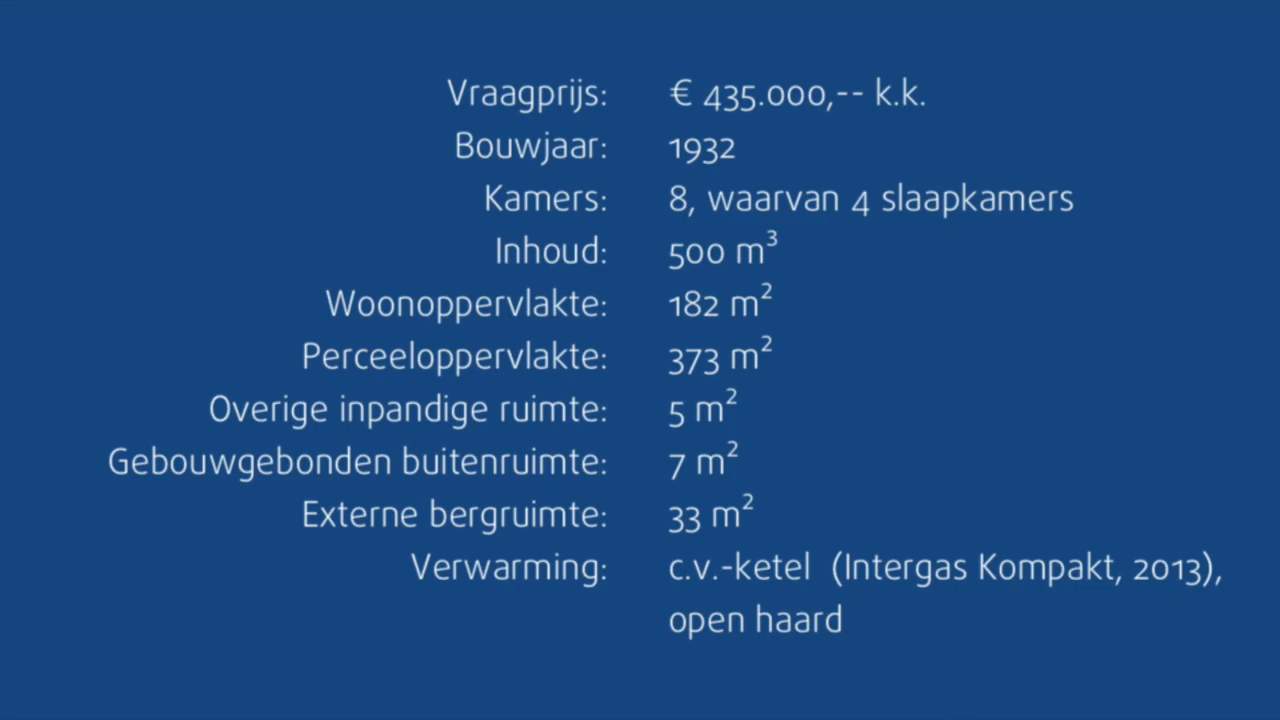 Vraagprijs: € 435.000,-- k.k.
Bouwjaar: 1932
Kamers: 8, waarvan 4 slaapkamers
Inhoud: 500 m³
Woonoppervlakte: 182 m²
Perceeloppervlakte: 373 m²
Overige inpandige ruimte: 5 m²
Gebouwgebonden buitenruimte: 7 m²
Externe bergruimte: 33 m²
Verwarming: c.v.-ketel (Intergas Kompakt, 2013),
open haard